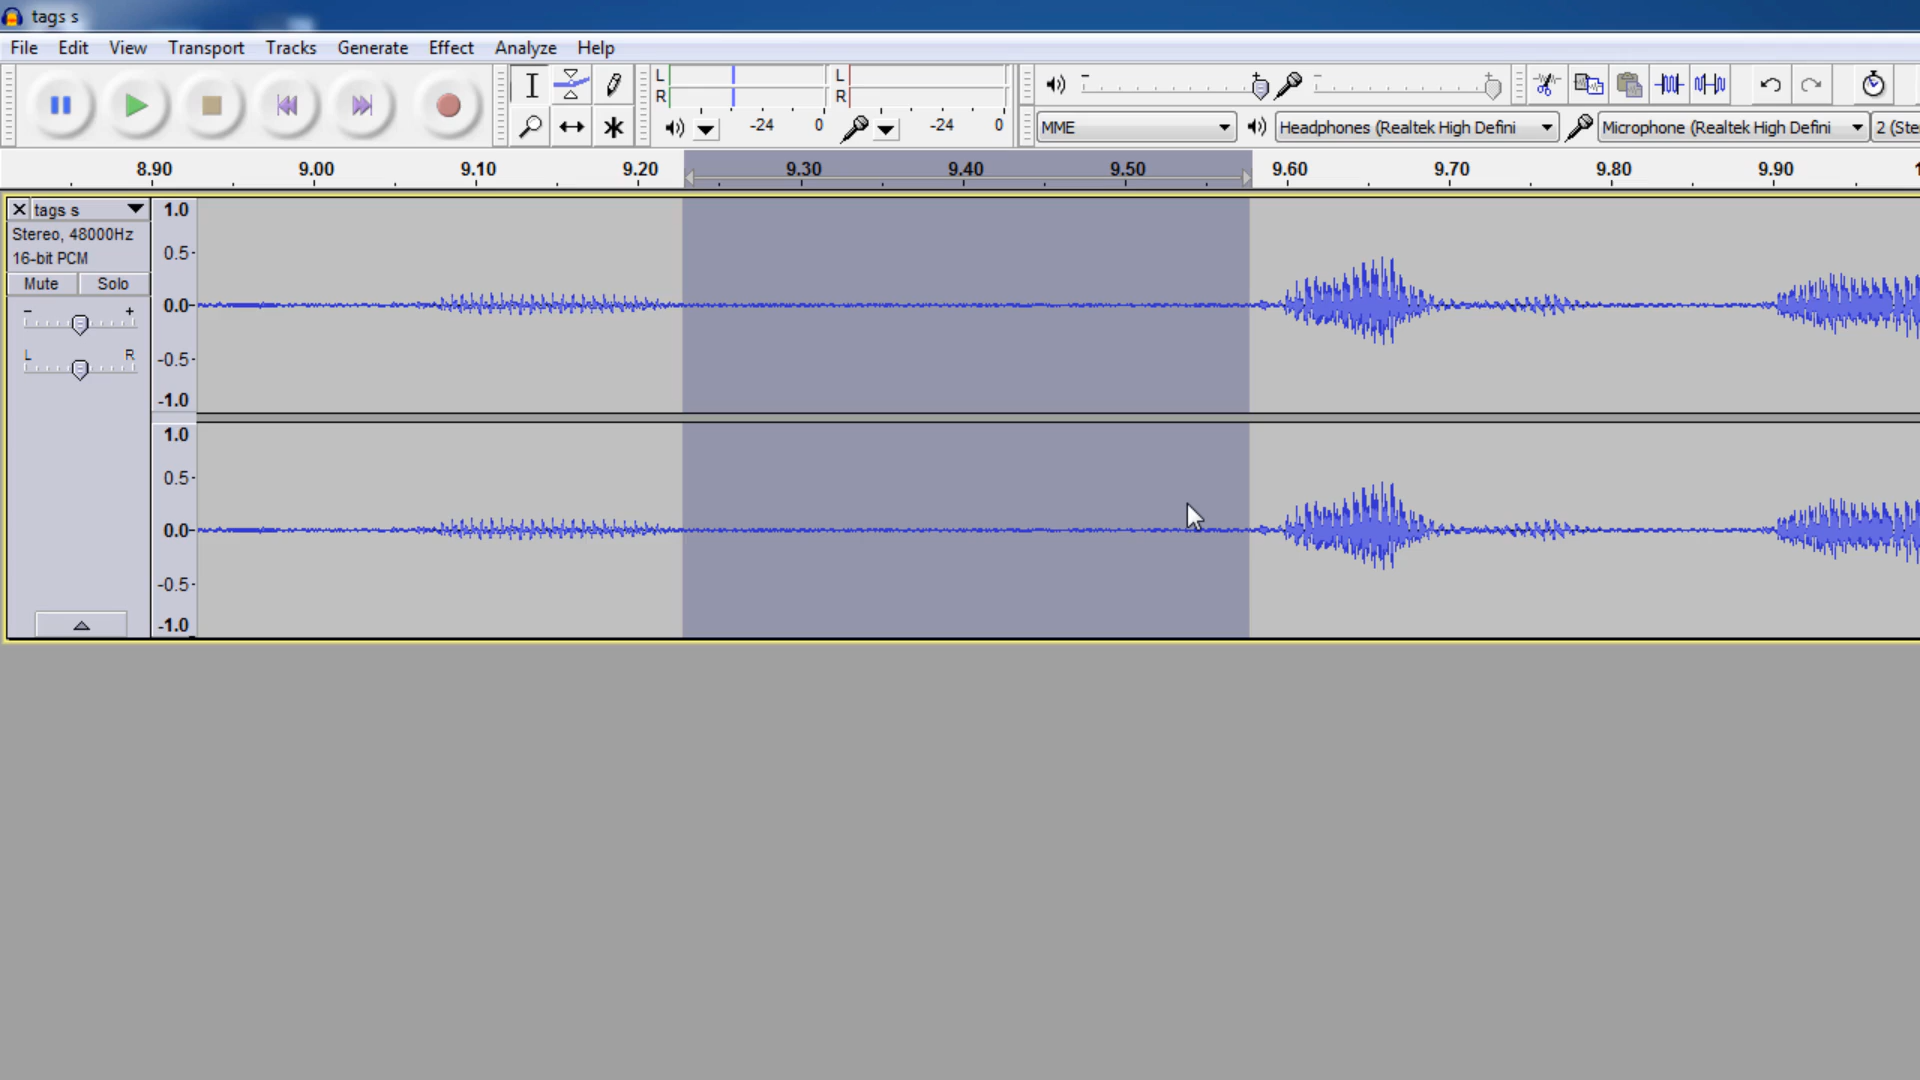 tags s
File Edit View Transport Tracks Generate Effect Analyze Help
L L
R R
-24 0 -24 0
MME Headphones (Realtek High Defini Microphone (Realtek High Defini 2 (Ste
8.90 9.00 9.10 9.20 9.30 9.40 9.50 9.60 9.70 9.80 9.90 1
tags s
Stereo, 48000Hz
16-bit PCM
Mute Solo
- +
L R
1.0
0.5-
0.0-
-0.5-
-1.0
1.0
0.5-
0.0-
-0.5-
-1.0